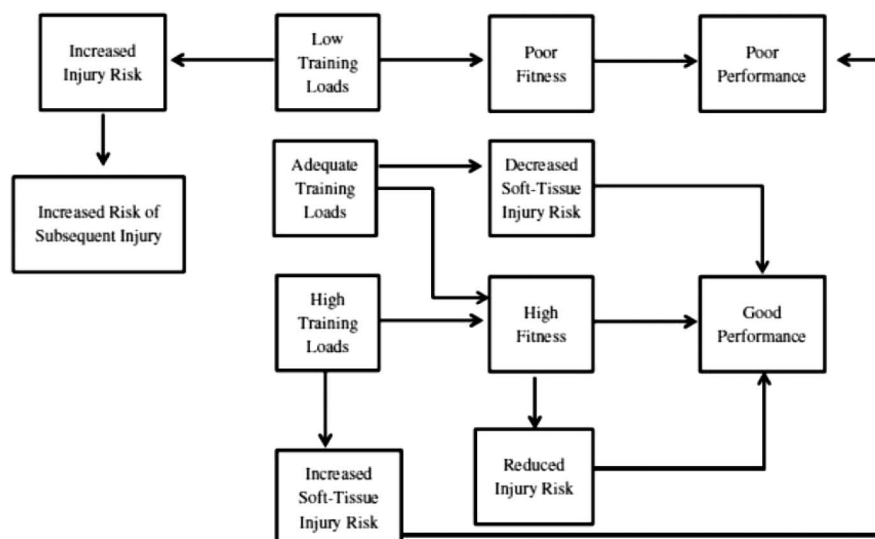 Increased
Injury Risk
Low
Training
Loads
Poor
Fitness
Poor
Performance
Increased Risk of
Subsequent Injury
Adequate
Training
Loads
Decreased
Soft-Tissue
Injury Risk
High
Training
Loads
High
Fitness
Good
Performance
Increased
Soft-Tissue
Injury Risk
Reduced
Injury Risk